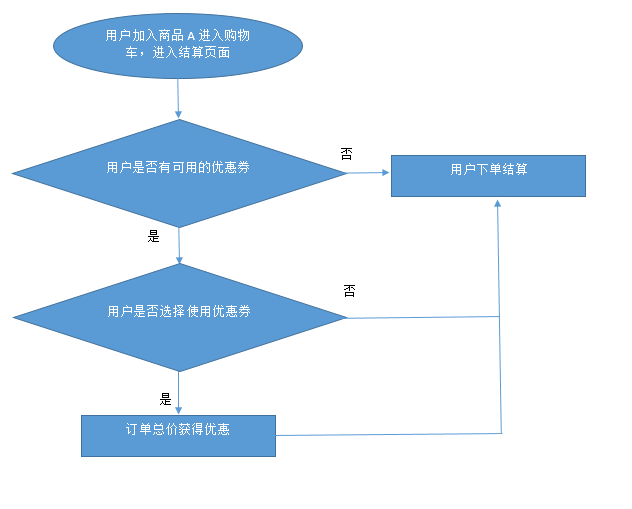 用户加入商品 A 进入购物
车，进入结算页面
用户是否有可用的优惠券
否
用户下单结算
是
用户是否选择使用优惠券
否
是
订单总价获得优惠